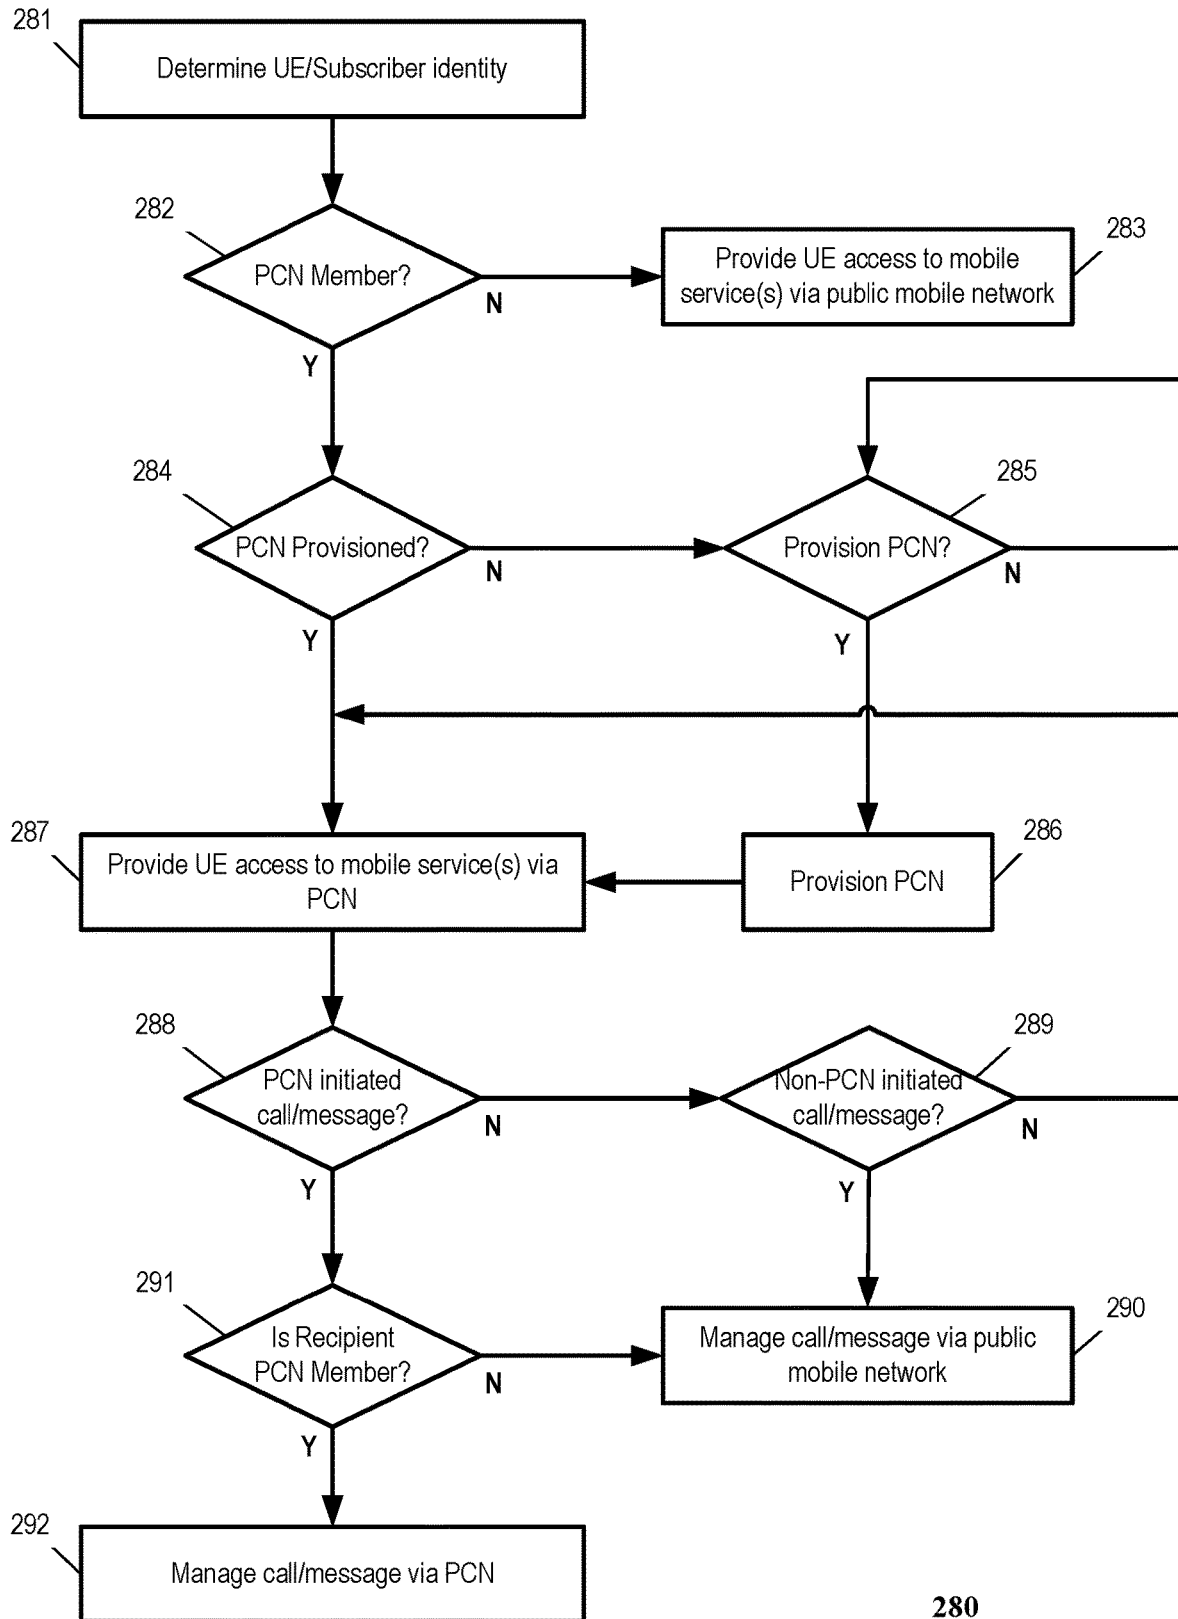 281
Determine UE/Subscriber identity
282
PCN Member?
N
Y
283
Provide UE access to mobile
service(s) via public mobile network
284
PCN Provisioned?
N
Y
285
Provision PCN?
N
Y
287
Provide UE access to mobile service(s) via
PCN
286
Provision PCN
288
PCN initiated
call/message?
N
Y
289
Non-PCN initiated
call/message?
N
Y
291
Is Recipient
PCN Member?
N
Y
290
Manage call/message via public
mobile network
292
Manage call/message via PCN
280